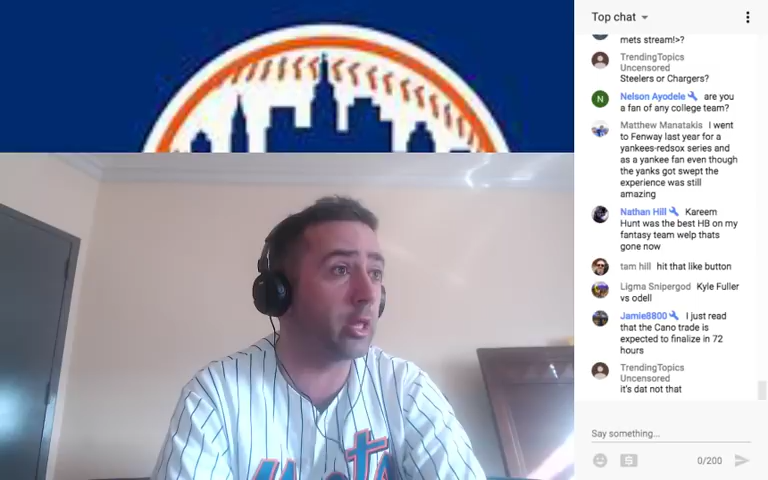 Top chat
mets stream!>?
TrendingTopics
Uncensored
Steelers or Chargers?
N
Nelson Ayodele are you
a fan of any college team?
Matthew Manatakis I went
to Fenway last year for a
yankees-redsox series and
as a yankee fan even though
the yanks got swept the
experience was still
amazing
Nathan Hill Kareem
Hunt was the best HB on my
fantasy team welp thats
gone now
tam hill hit that like button
Ligma Snipergod Kyle Fuller
vs odell
Jamie8800 I just read
that the Cano trade is
expected to finalize in 72
hours
TrendingTopics
Uncensored
it's dat not that
Say something...
0/200
Mets